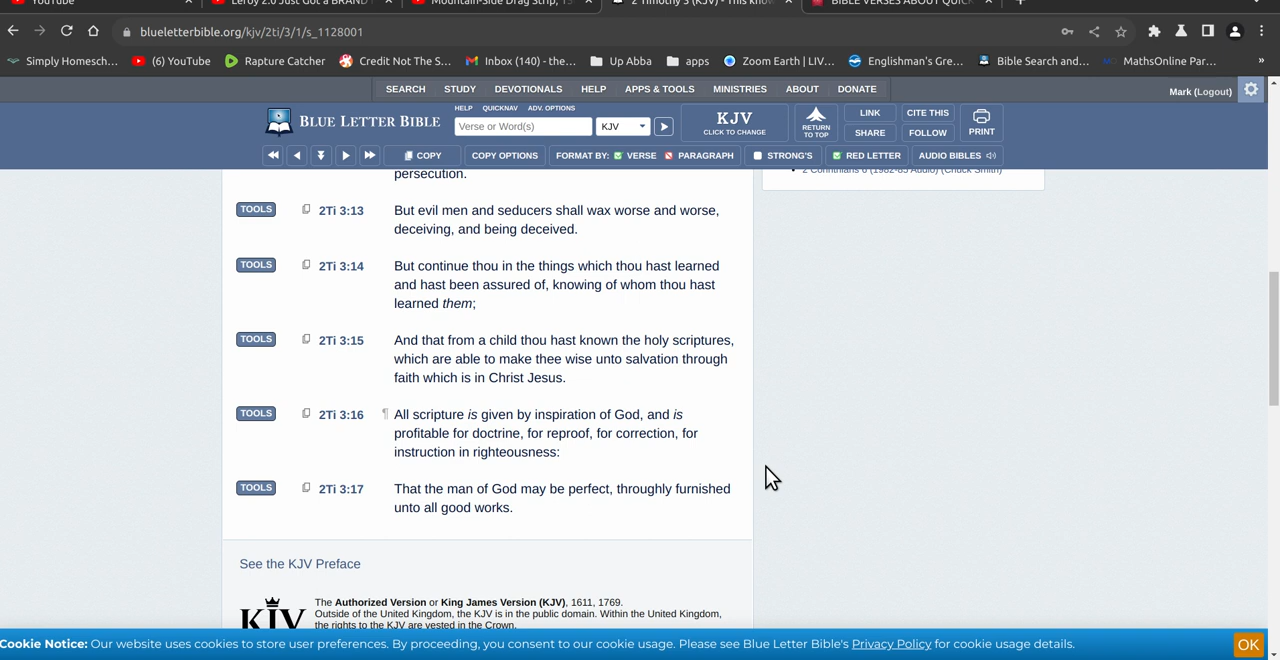 YouTube
Leroy 2.0 Just Got a BRAND
Mountain-Side Drag Strip, 15
2 Timothy 3 (KJV) - This know
BIBLE VERSES ABOUT QUICK
blueletterbible.org/kjv/2ti/3/1/s_1128001
Simply Homesch... (6) YouTube Rapture Catcher Credit Not The S... Inbox (140) - the... Up Abba apps Zoom Earth | LIV... Englishman's Gre... Bible Search and... MathsOnline Par... »
SEARCH STUDY DEVOTIONALS HELP APPS & TOOLS MINISTRIES ABOUT DONATE Mark (Logout)
HELP QUICKNAV ADV. OPTIONS
BLUE LETTER BIBLE
Verse or Word(s) KJV
KJV
CLICK TO CHANGE
RETURN
TO TOP
LINK CITE THIS
SHARE FOLLOW
PRINT
COPY COPY OPTIONS FORMAT BY: VERSE PARAGRAPH STRONG'S RED LETTER AUDIO BIBLES
2 Corinthians 6 (1982-85 Audio) (Chuck Smith)
persecution.
TOOLS 2Ti 3:13 But evil men and seducers shall wax worse and worse,
deceiving, and being deceived.
TOOLS 2Ti 3:14 But continue thou in the things which thou hast learned
and hast been assured of, knowing of whom thou hast
learned them;
TOOLS 2Ti 3:15 And that from a child thou hast known the holy scriptures,
which are able to make thee wise unto salvation through
faith which is in Christ Jesus.
TOOLS 2Ti 3:16 ¶ All scripture is given by inspiration of God, and is
profitable for doctrine, for reproof, for correction, for
instruction in righteousness:
TOOLS 2Ti 3:17 That the man of God may be perfect, throughly furnished
unto all good works.
See the KJV Preface
KJV
The Authorized Version or King James Version (KJV), 1611, 1769.
Outside of the United Kingdom, the KJV is in the public domain. Within the United Kingdom,
the rights to the KJV are vested in the Crown.
Cookie Notice: Our website uses cookies to store user preferences. By proceeding, you consent to our cookie usage. Please see Blue Letter Bible's Privacy Policy for cookie usage details. OK